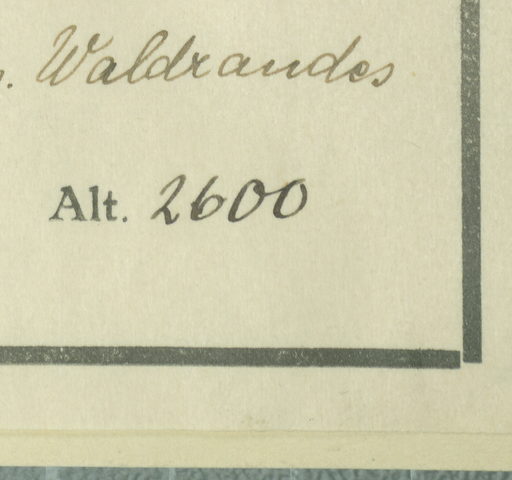 . Waldrandes
Alt. 2600